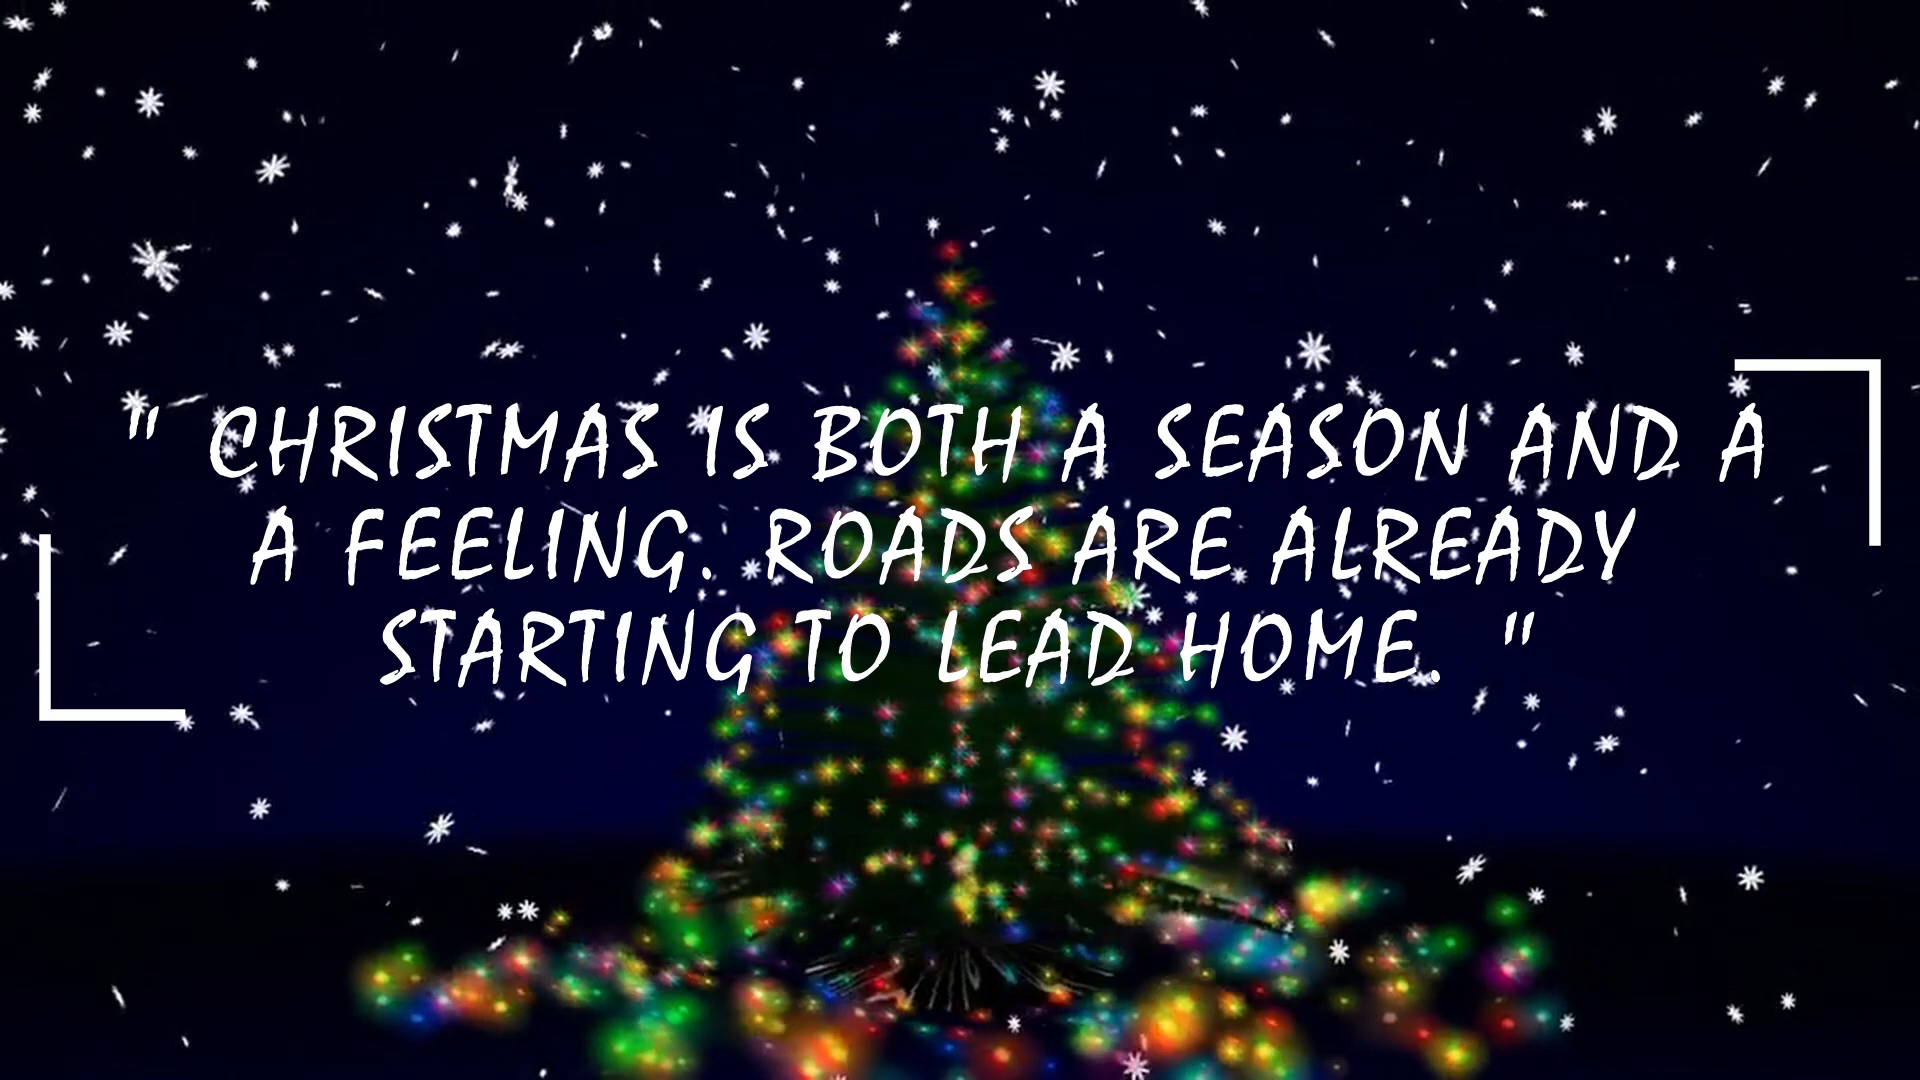 " CHRISTMAS IS BOTH A SEASON AND A
A FEELING. ROADS ARE ALREADY
STARTING TO LEAD HOME. "